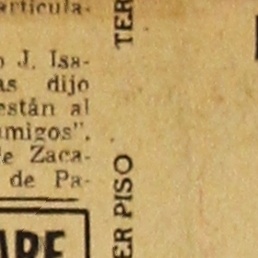 articula-
J. Isa-
as dijo
están al
amigos".
de Zaca-
de Pa-
TER
ER PISO
ARE